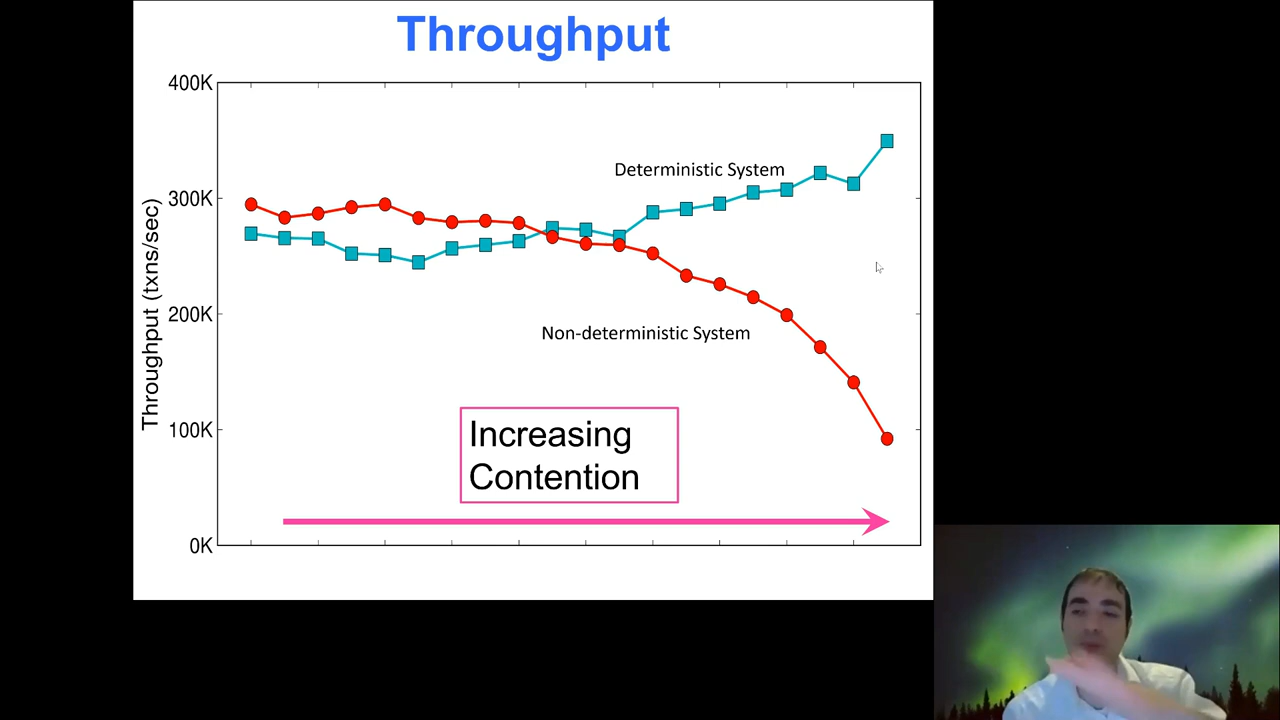 Throughput
400K
300K
200K
100K
0K
Throughput (txns/sec)
Deterministic System
Non-deterministic System
Increasing
Contention